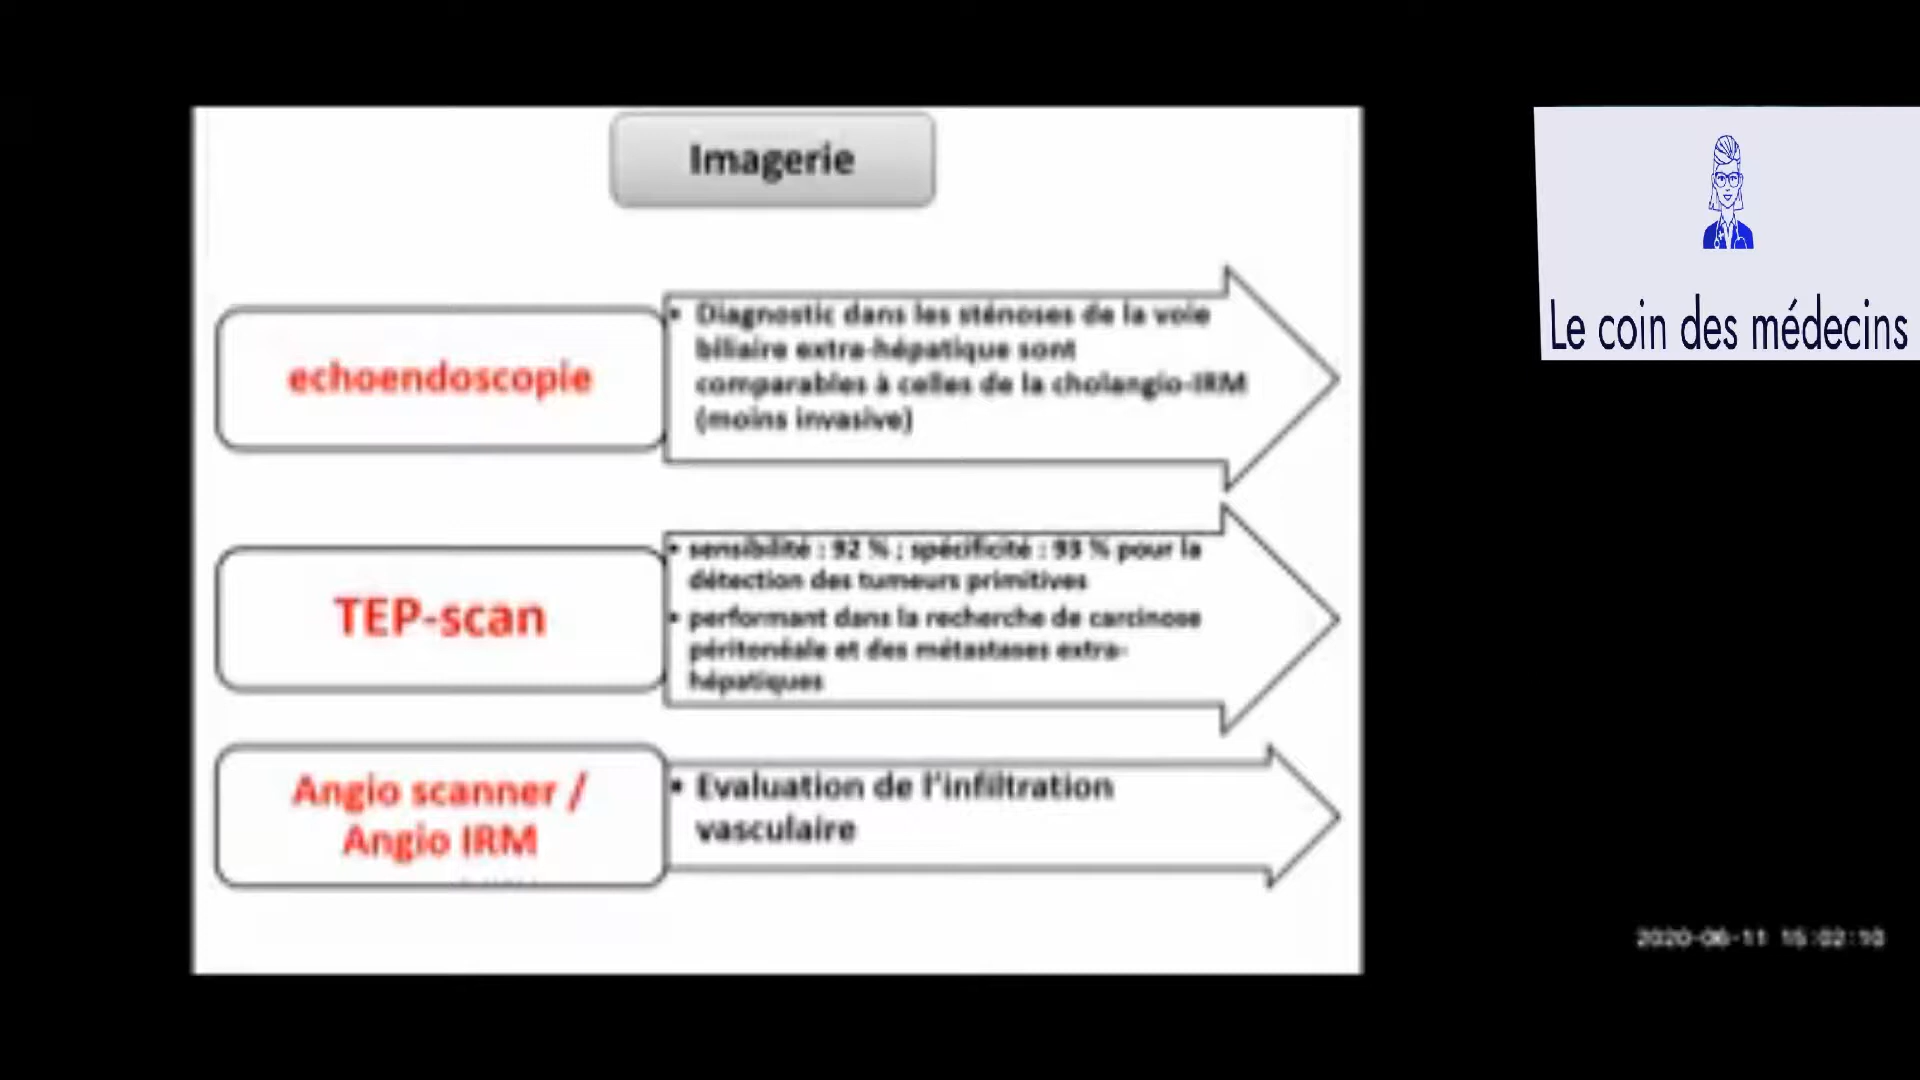 Imagerie
echoendoscopie
• Diagnostic dans les sténoses de la voie
biliaire extra-hépatique sont
comparables à celles de la cholangio-IRM
(moins invasive)
TEP-scan
• sensibilité : 92 % ; spécificité : 93 % pour la
détection des tumeurs primitives
• performant dans la recherche de carcinose
péritonéale et des métastases extra-
hépatiques
Angio scanner /
Angio IRM
• Evaluation de l'infiltration
vasculaire
Le coin des médecins
2020-06-11 15:02:10